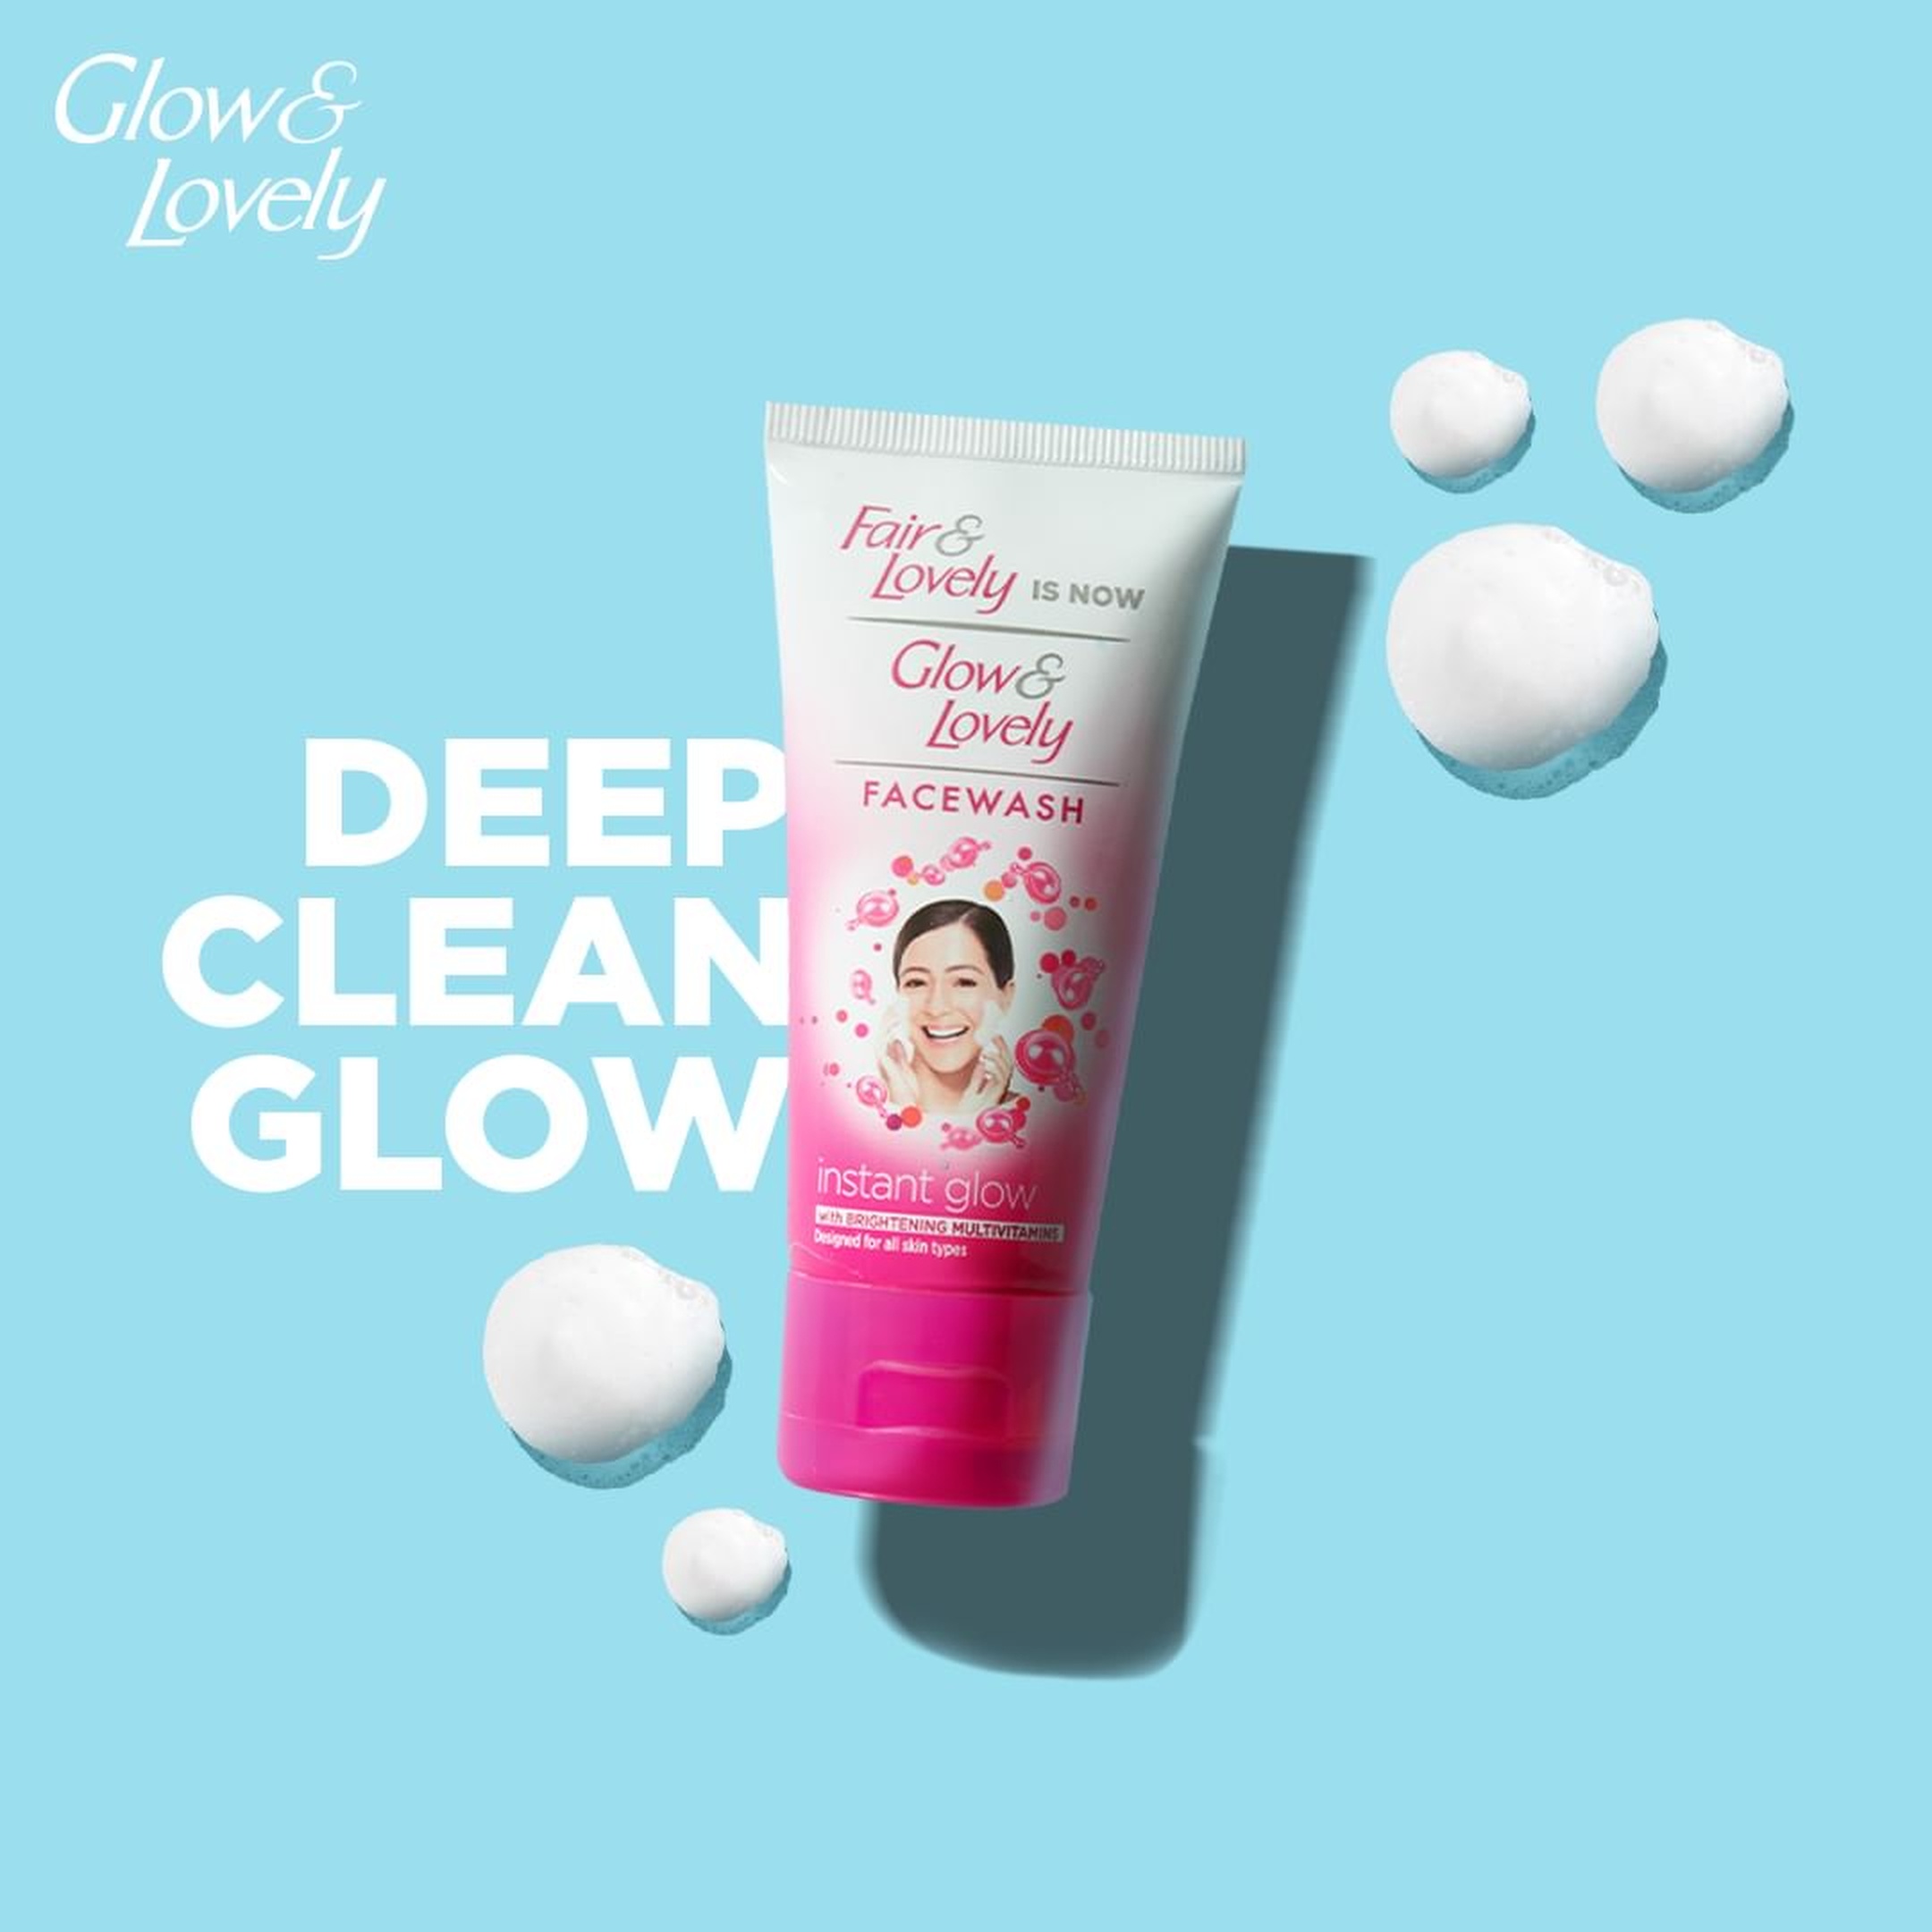 Glow &
Lovely
DEEP
CLEAN
GLOW
Fair &
Lovely IS NOW
Glow &
Lovely
FACEWASH
instant glow
with BRIGHTENING MULTIVITAMINS
Designed for all skin types